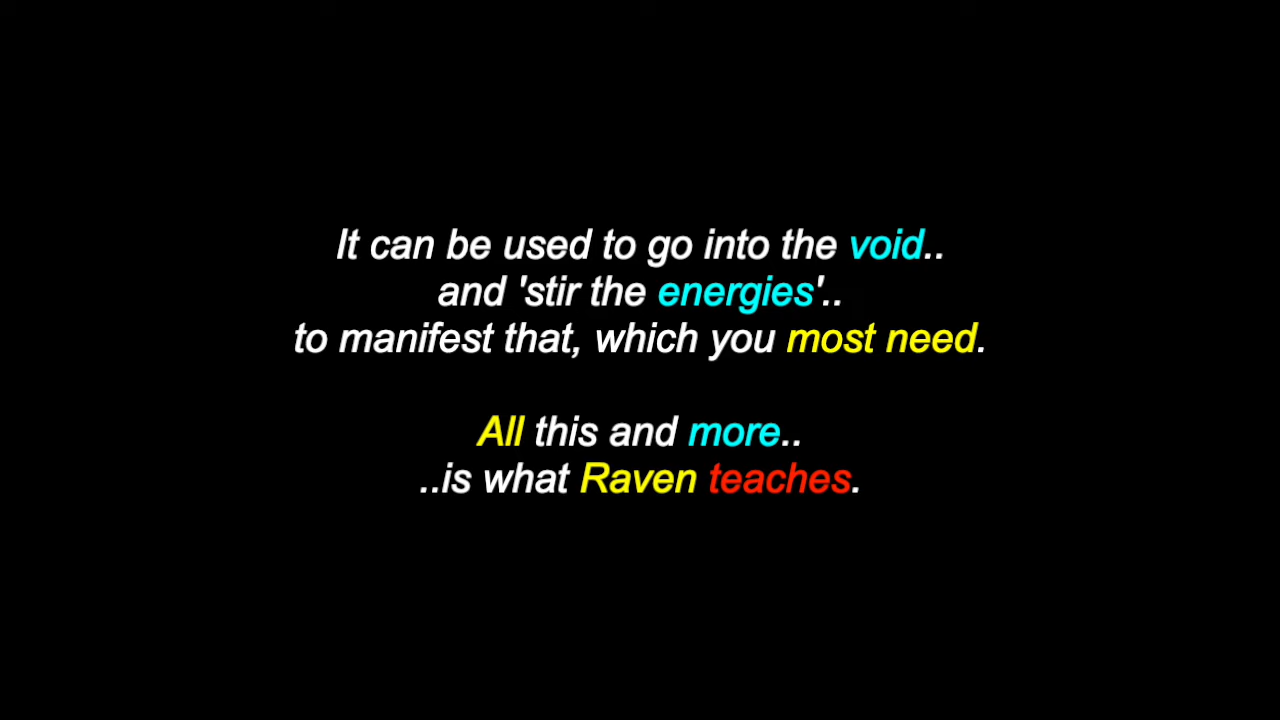 It can be used to go into the void..
and 'stir the energies'..
to manifest that, which you most need.
All this and more..
..is what Raven teaches.